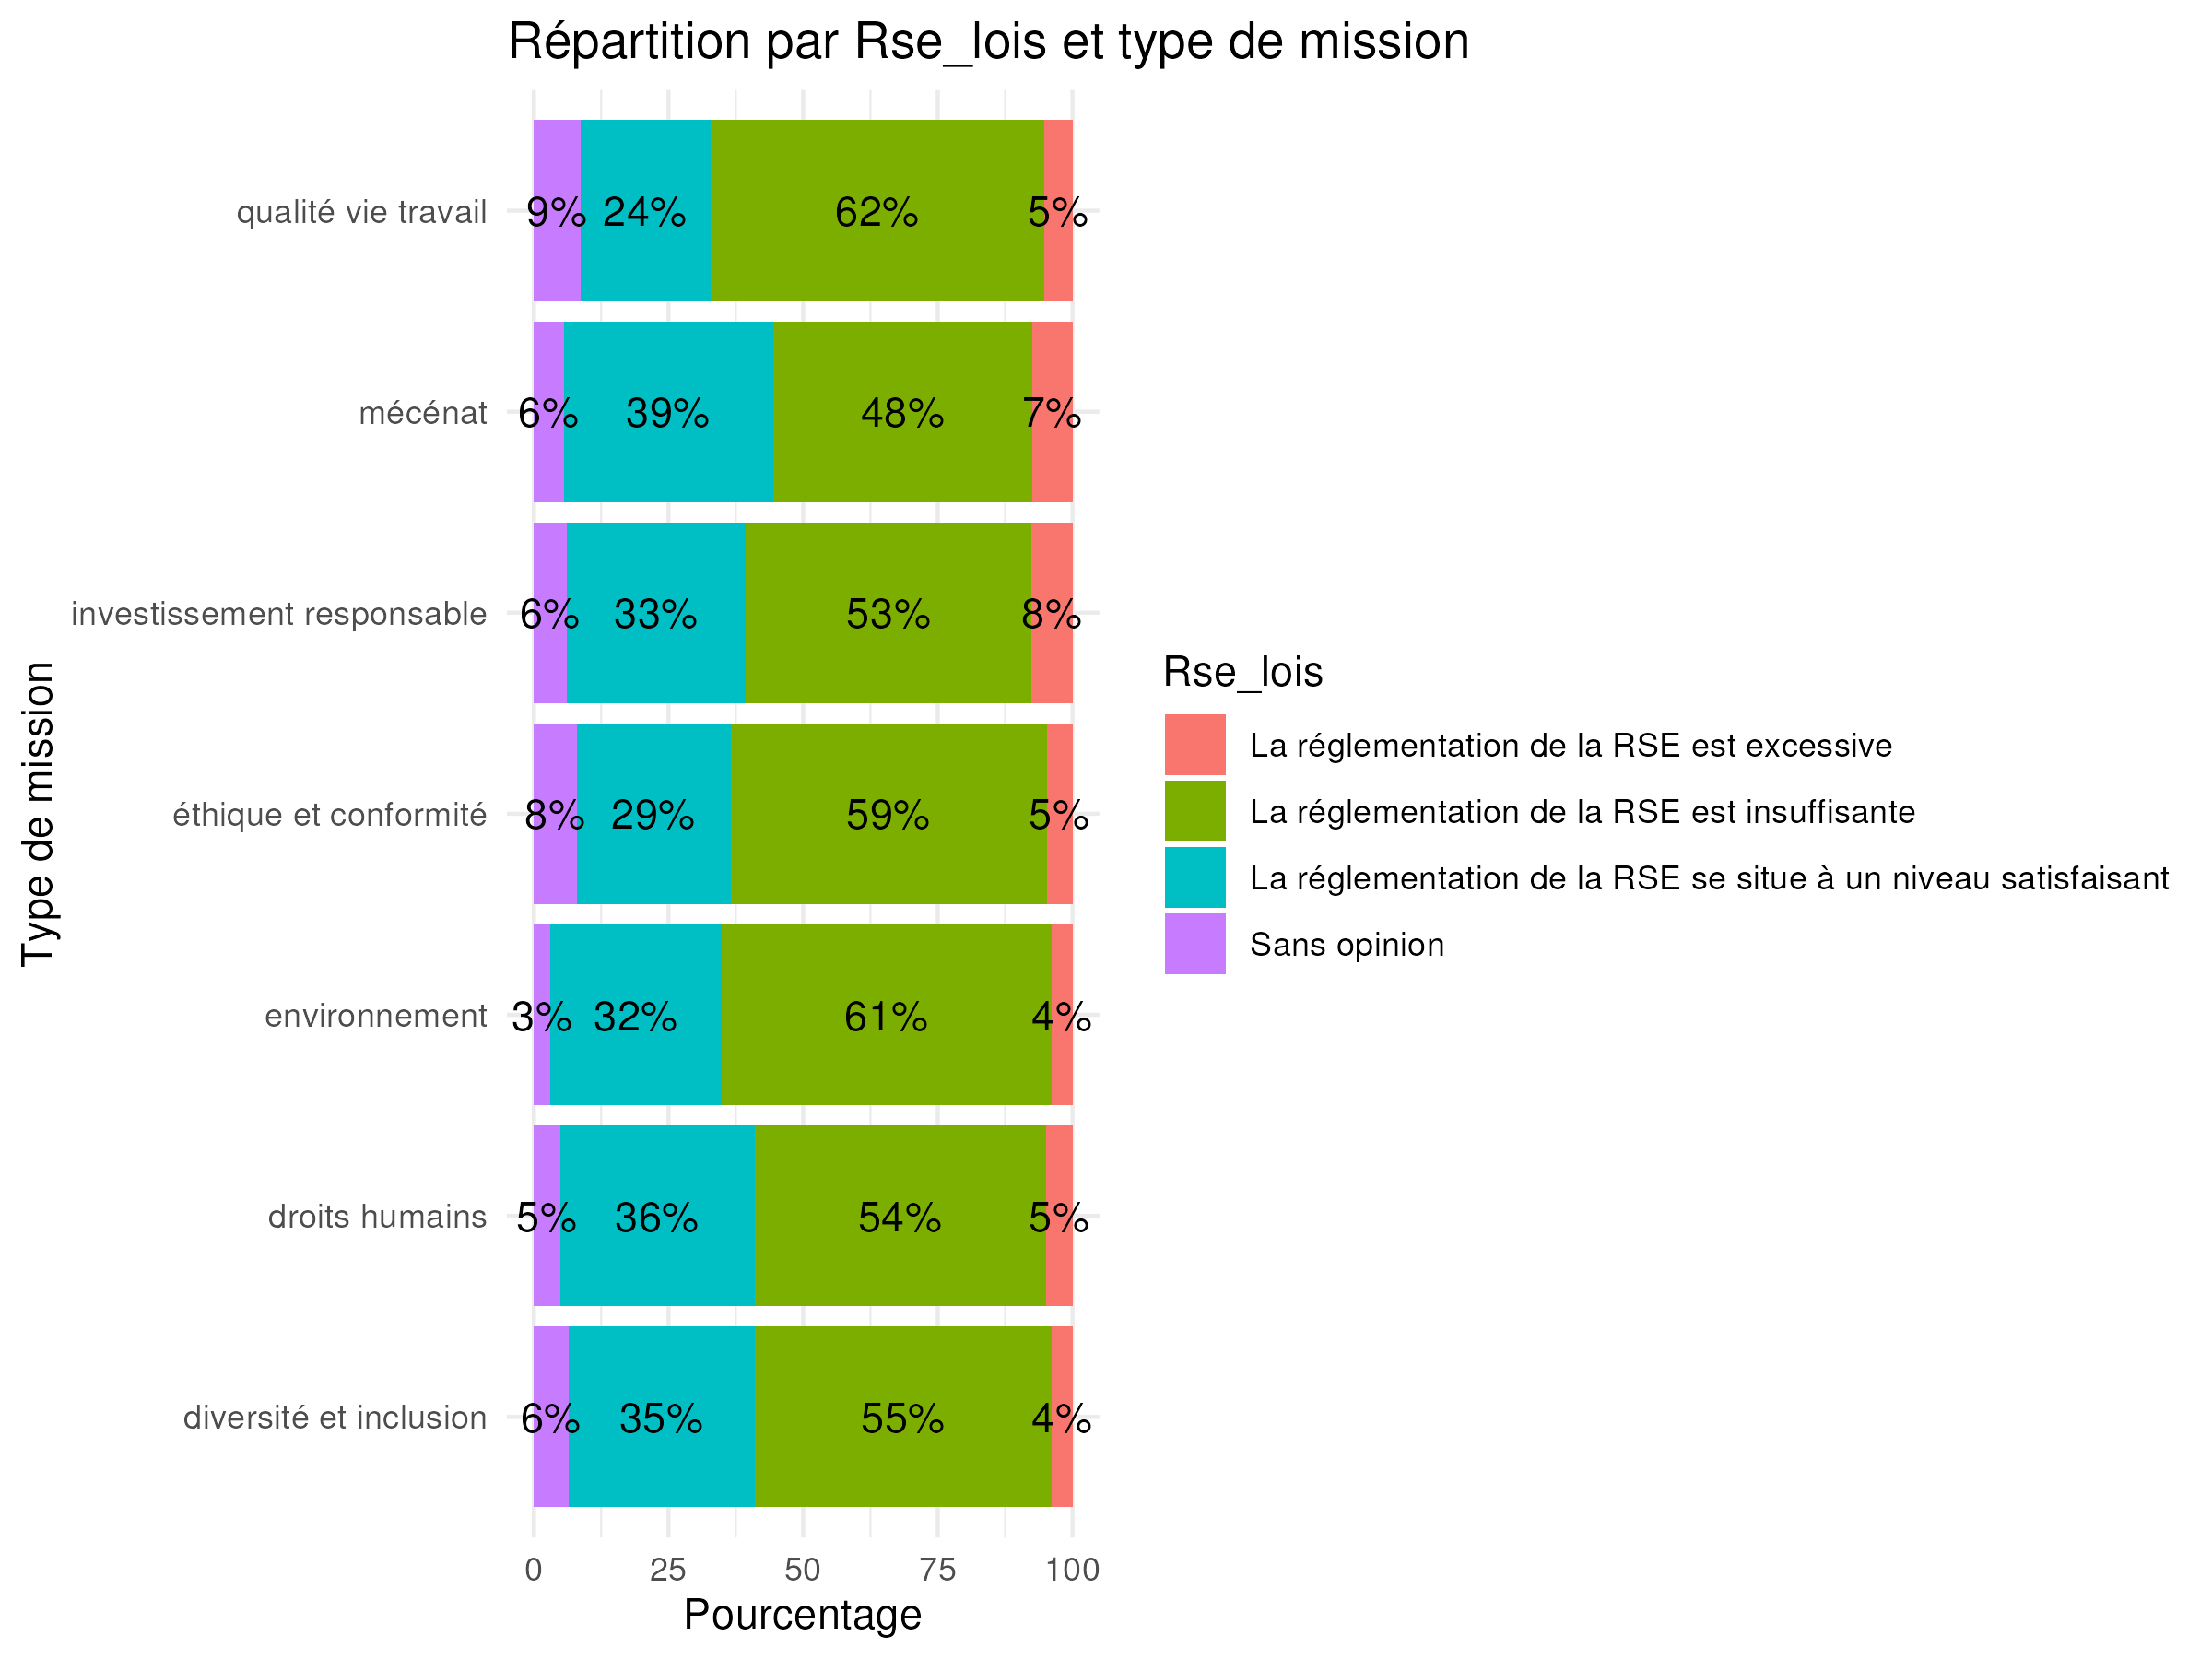 Répartition par Rse_lois et type de mission
Type de mission
qualité vie travail 9% 24% 62% 5%
mécénat 6% 39% 48% 7%
investissement responsable 6% 33% 53% 8%
éthique et conformité 8% 29% 59% 5%
environnement 3% 32% 61% 4%
droits humains 5% 36% 54% 5%
diversité et inclusion 6% 35% 55% 4%
0 25 50 75 100
Pourcentage
Rse_lois
La réglementation de la RSE est excessive
La réglementation de la RSE est insuffisante
La réglementation de la RSE se situe à un niveau satisfaisant
Sans opinion